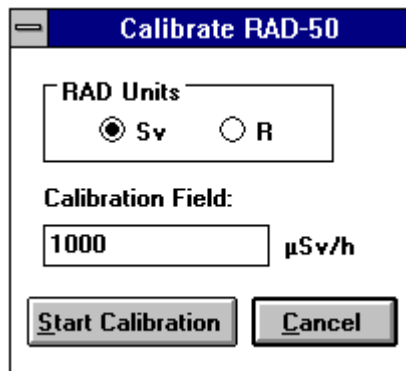 Calibrate RAD-50
RAD Units
Sv R
Calibration Field:
1000 µSv/h
Start Calibration Cancel